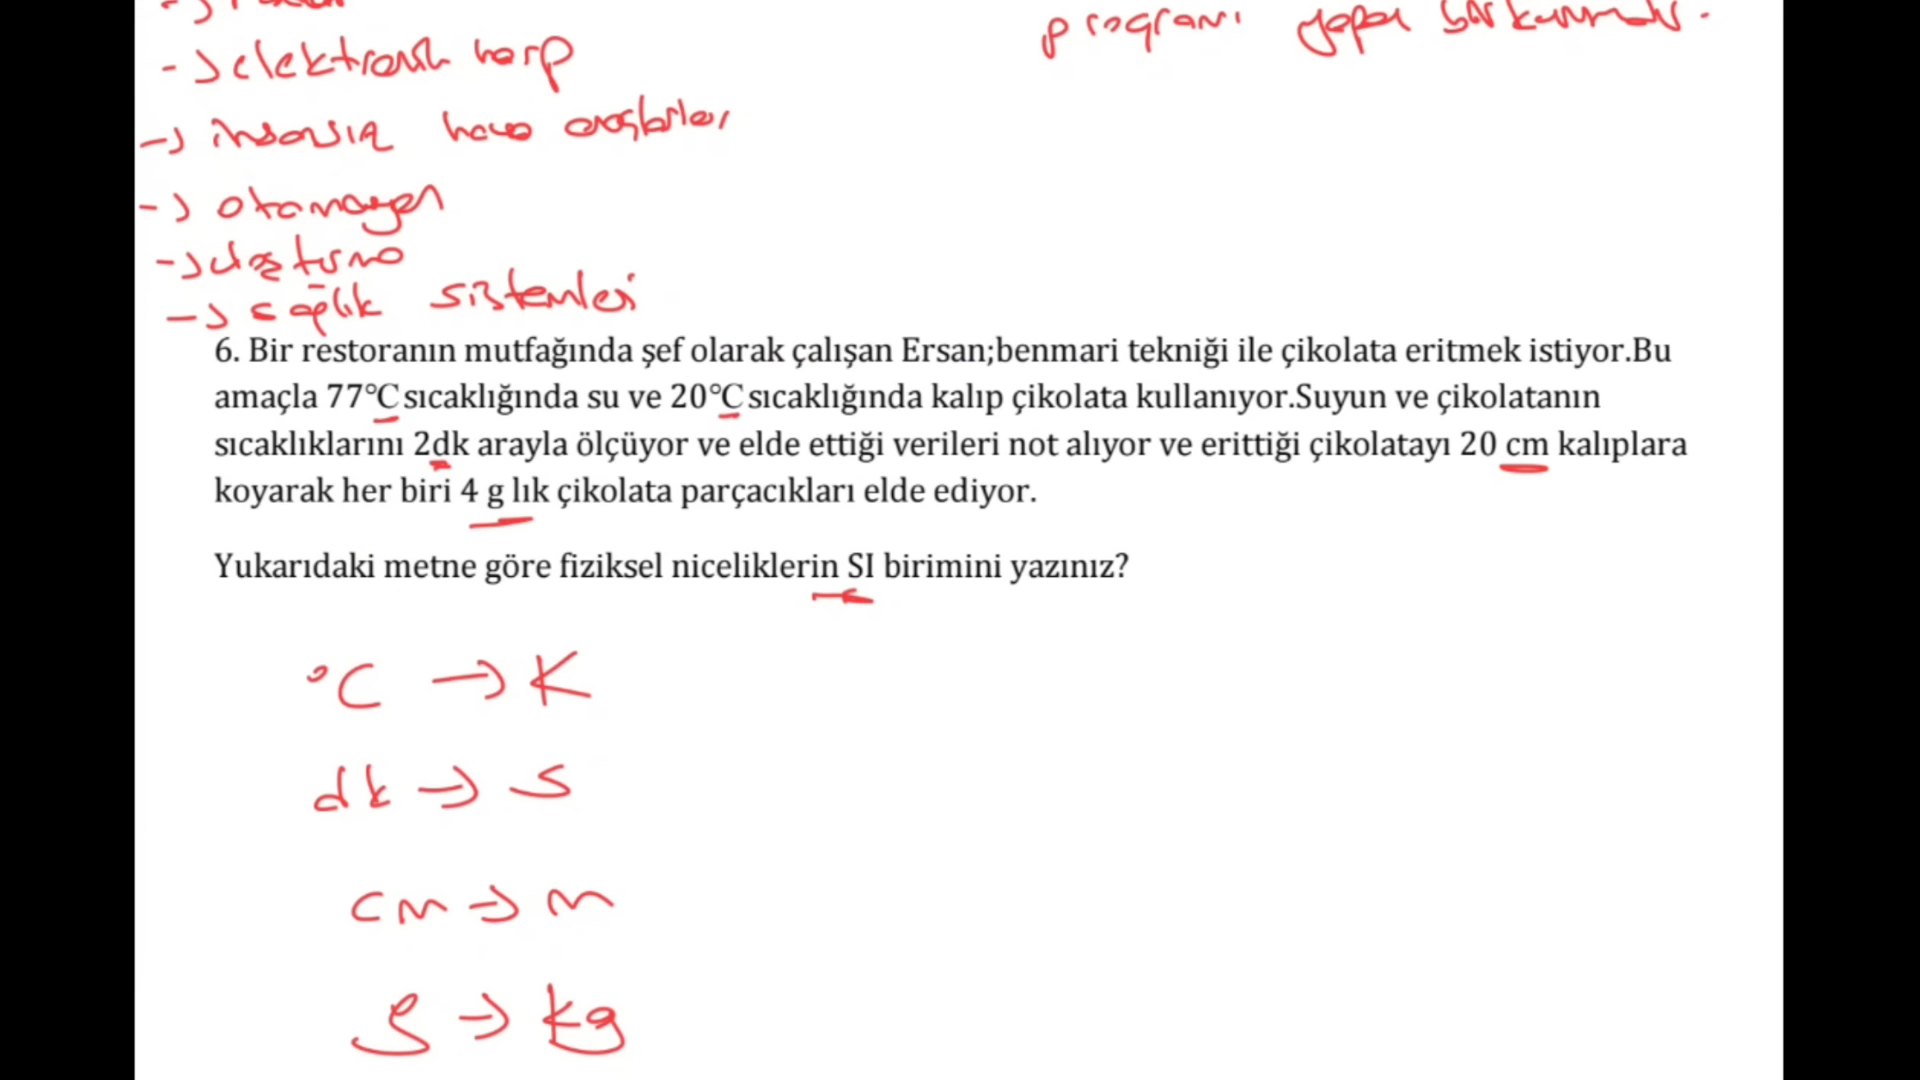 programı yapar bir kurumdur.
-> elektronik harp
-> insansız hava araçları
-> otomasyon
-> ulaştırma
-> sağlık sistemleri
6. Bir restoranın mutfağında şef olarak çalışan Ersan;benmari tekniği ile çikolata eritmek istiyor.Bu
amaçla 77°C sıcaklığında su ve 20°C sıcaklığında kalıp çikolata kullanıyor.Suyun ve çikolatanın
sıcaklıklarını 2dk arayla ölçüyor ve elde ettiği verileri not alıyor ve erittiği çikolatayı 20 cm kalıplara
koyarak her biri 4 g lık çikolata parçacıkları elde ediyor.
Yukarıdaki metne göre fiziksel niceliklerin SI birimini yazınız?
°C -> K
dk -> s
cm -> m
g -> kg